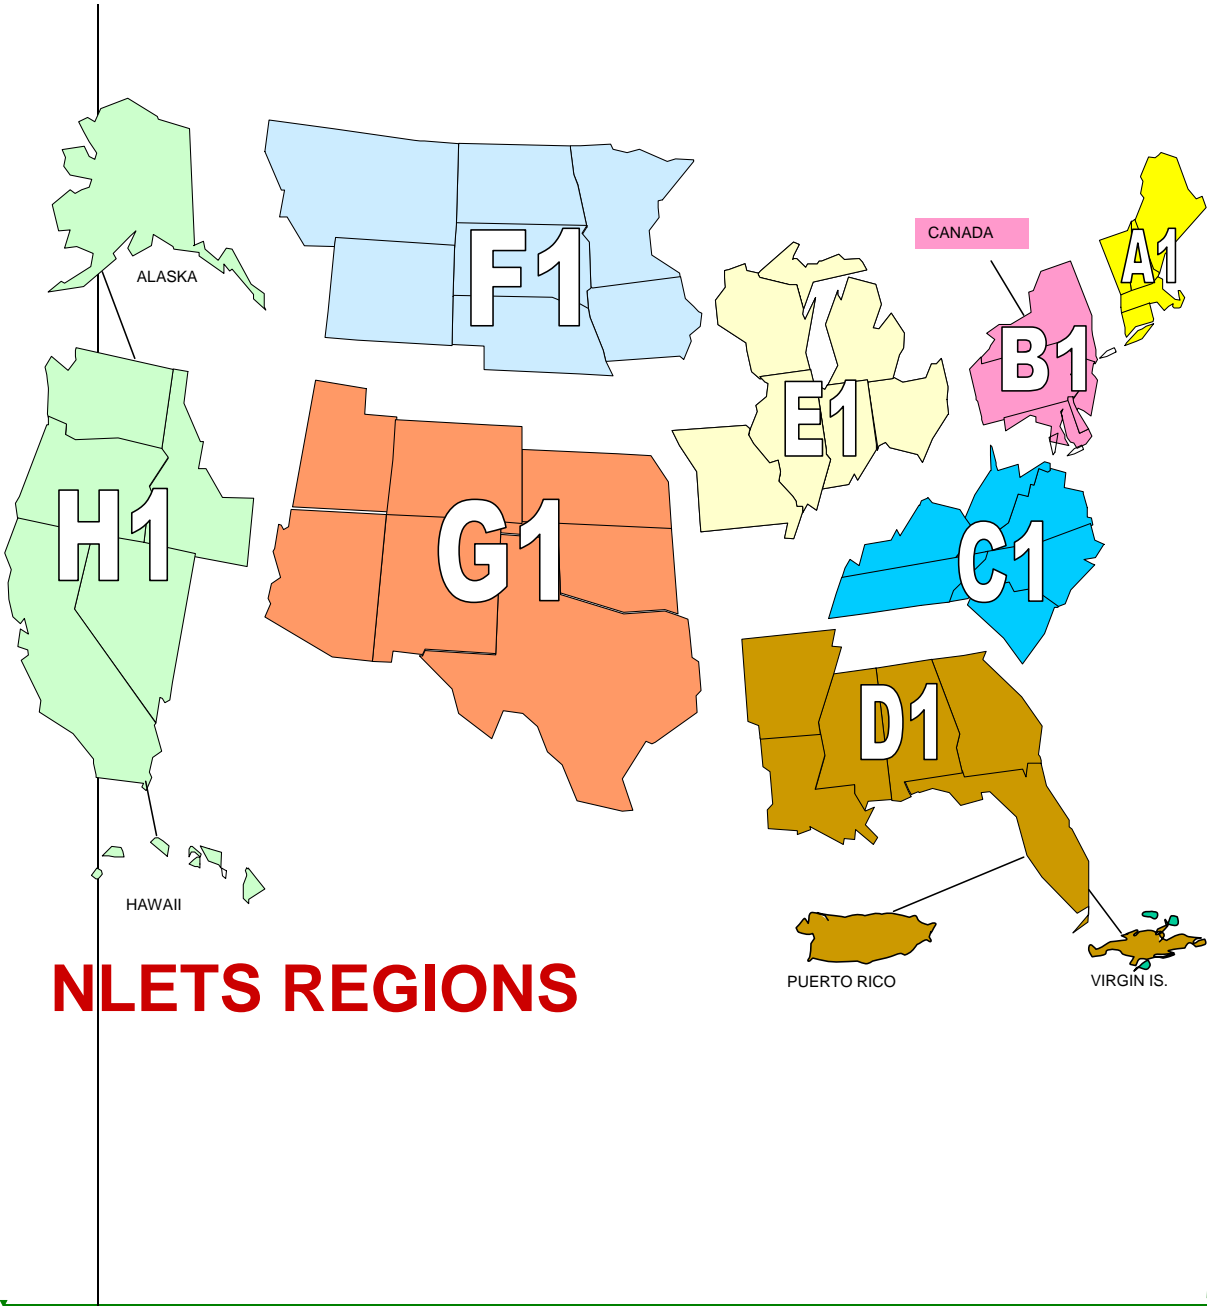 CANADA
A1
F1
ALASKA
B1
E1
H1
G1
C1
D1
HAWAII
NLETS REGIONS
PUERTO RICO
VIRGIN IS.